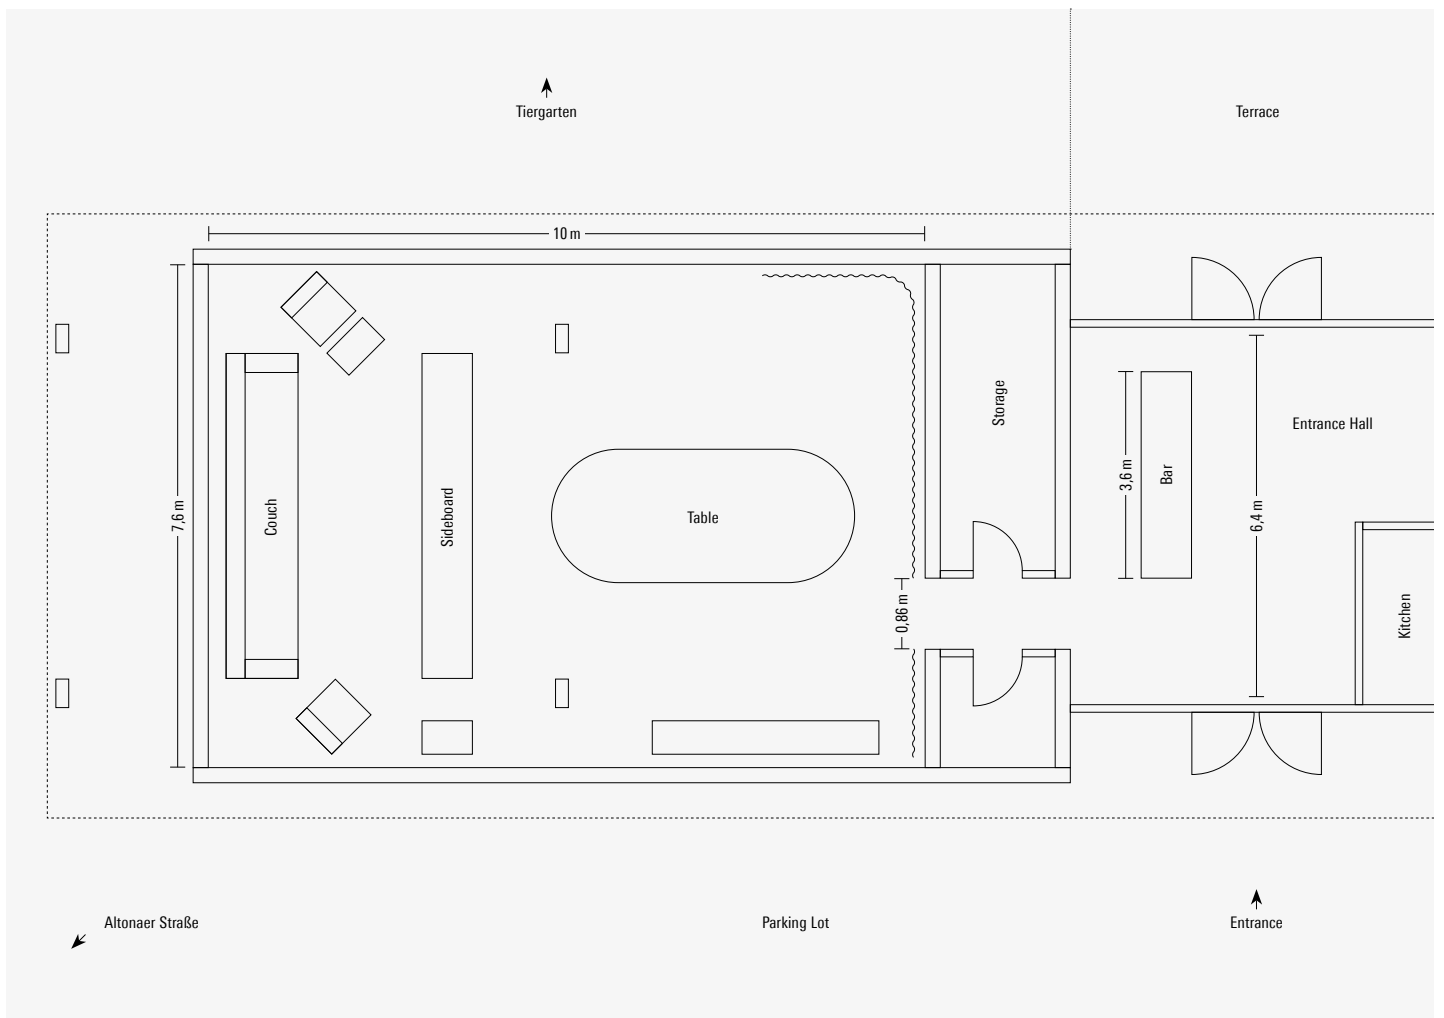 Tiergarten
Terrace
10 m
7,6 m
Couch
Sideboard
Table
Storage
0,86 m
3,6 m
Bar
6,4 m
Entrance Hall
Kitchen
Altonaer Straße
Parking Lot
Entrance